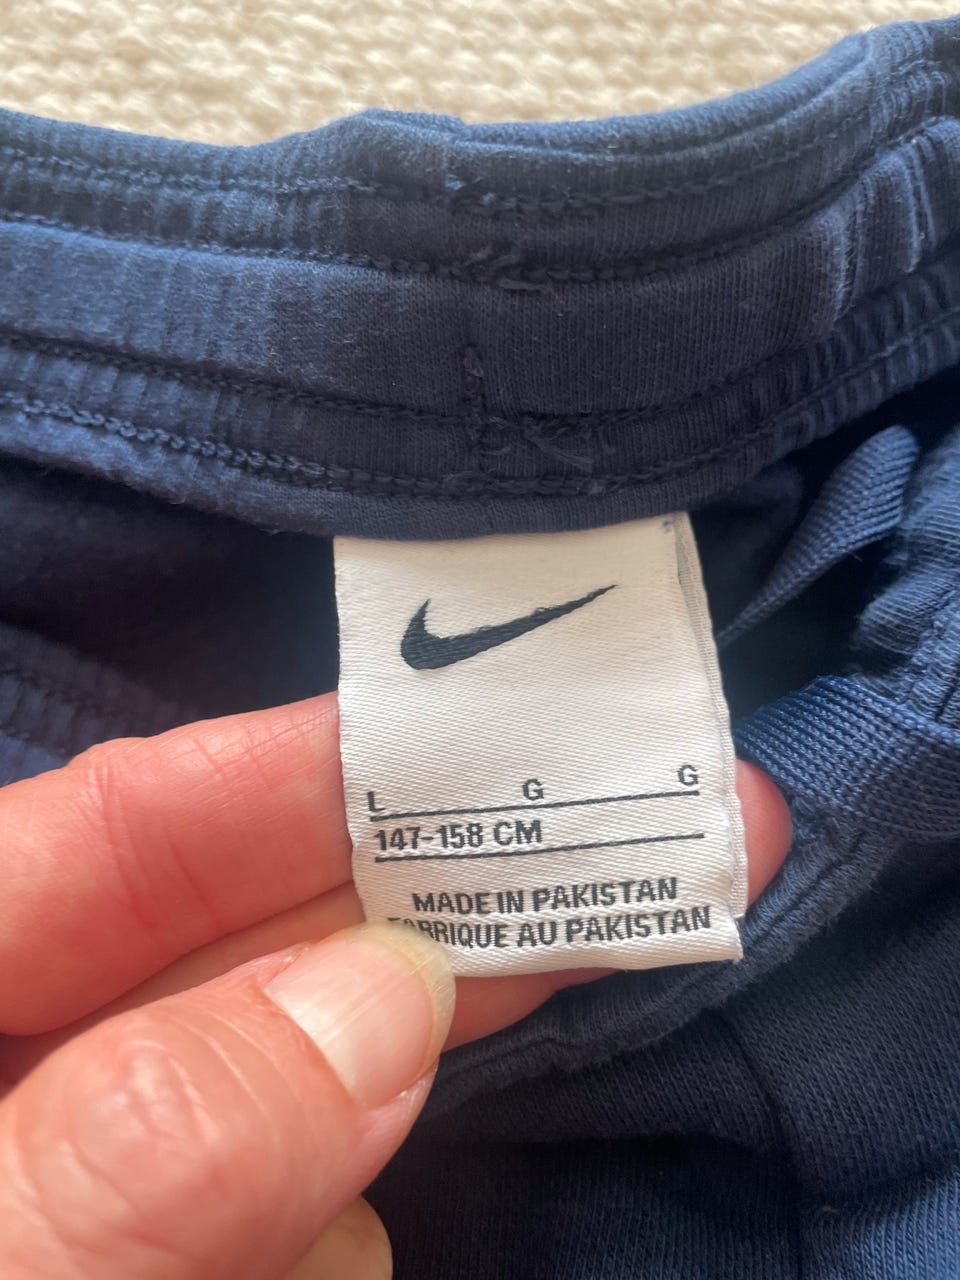 L G G
147-158 CM
MADE IN PAKISTAN
FABRIQUE AU PAKISTAN